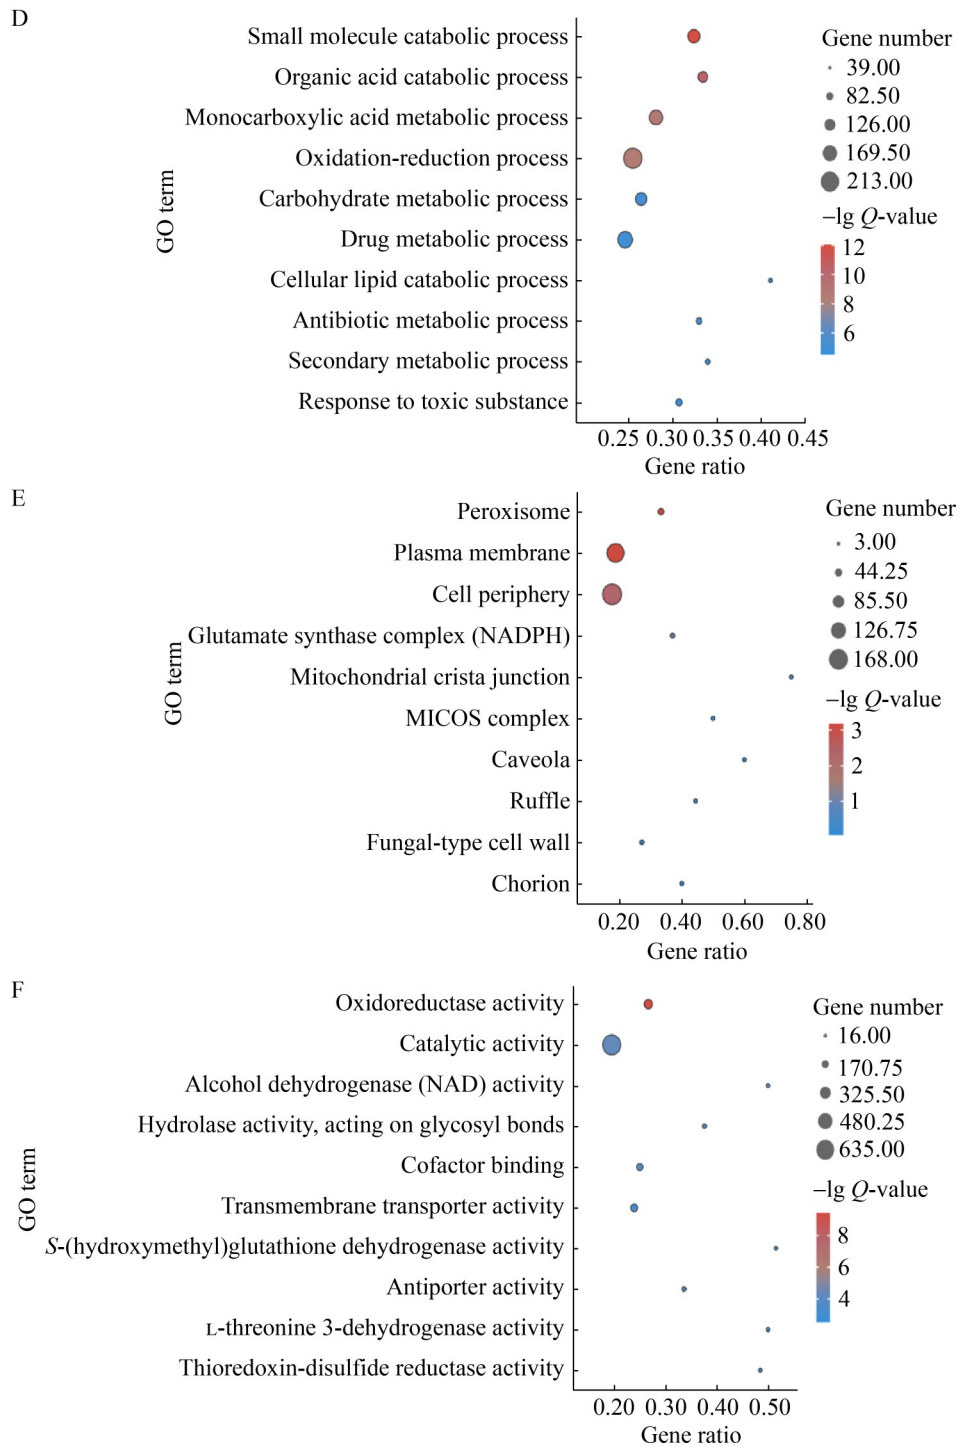 D
Small molecule catabolic process
Organic acid catabolic process
Monocarboxylic acid metabolic process
Oxidation-reduction process
Carbohydrate metabolic process
Drug metabolic process
Cellular lipid catabolic process
Antibiotic metabolic process
Secondary metabolic process
Response to toxic substance
GO term
0.25 0.30 0.35 0.40 0.45
Gene ratio
Gene number
39.00
82.50
126.00
169.50
213.00
–lg Q-value
12
10
8
6
E
Peroxisome
Plasma membrane
Cell periphery
Glutamate synthase complex (NADPH)
Mitochondrial crista junction
MICOS complex
Caveola
Ruffle
Fungal-type cell wall
Chorion
GO term
0.20 0.40 0.60 0.80
Gene ratio
Gene number
3.00
44.25
85.50
126.75
168.00
–lg Q-value
3
2
1
F
Oxidoreductase activity
Catalytic activity
Alcohol dehydrogenase (NAD) activity
Hydrolase activity, acting on glycosyl bonds
Cofactor binding
Transmembrane transporter activity
S-(hydroxymethyl)glutathione dehydrogenase activity
Antiporter activity
L-threonine 3-dehydrogenase activity
Thioredoxin-disulfide reductase activity
GO term
0.20 0.30 0.40 0.50
Gene ratio
Gene number
16.00
170.75
325.50
480.25
635.00
–lg Q-value
8
6
4